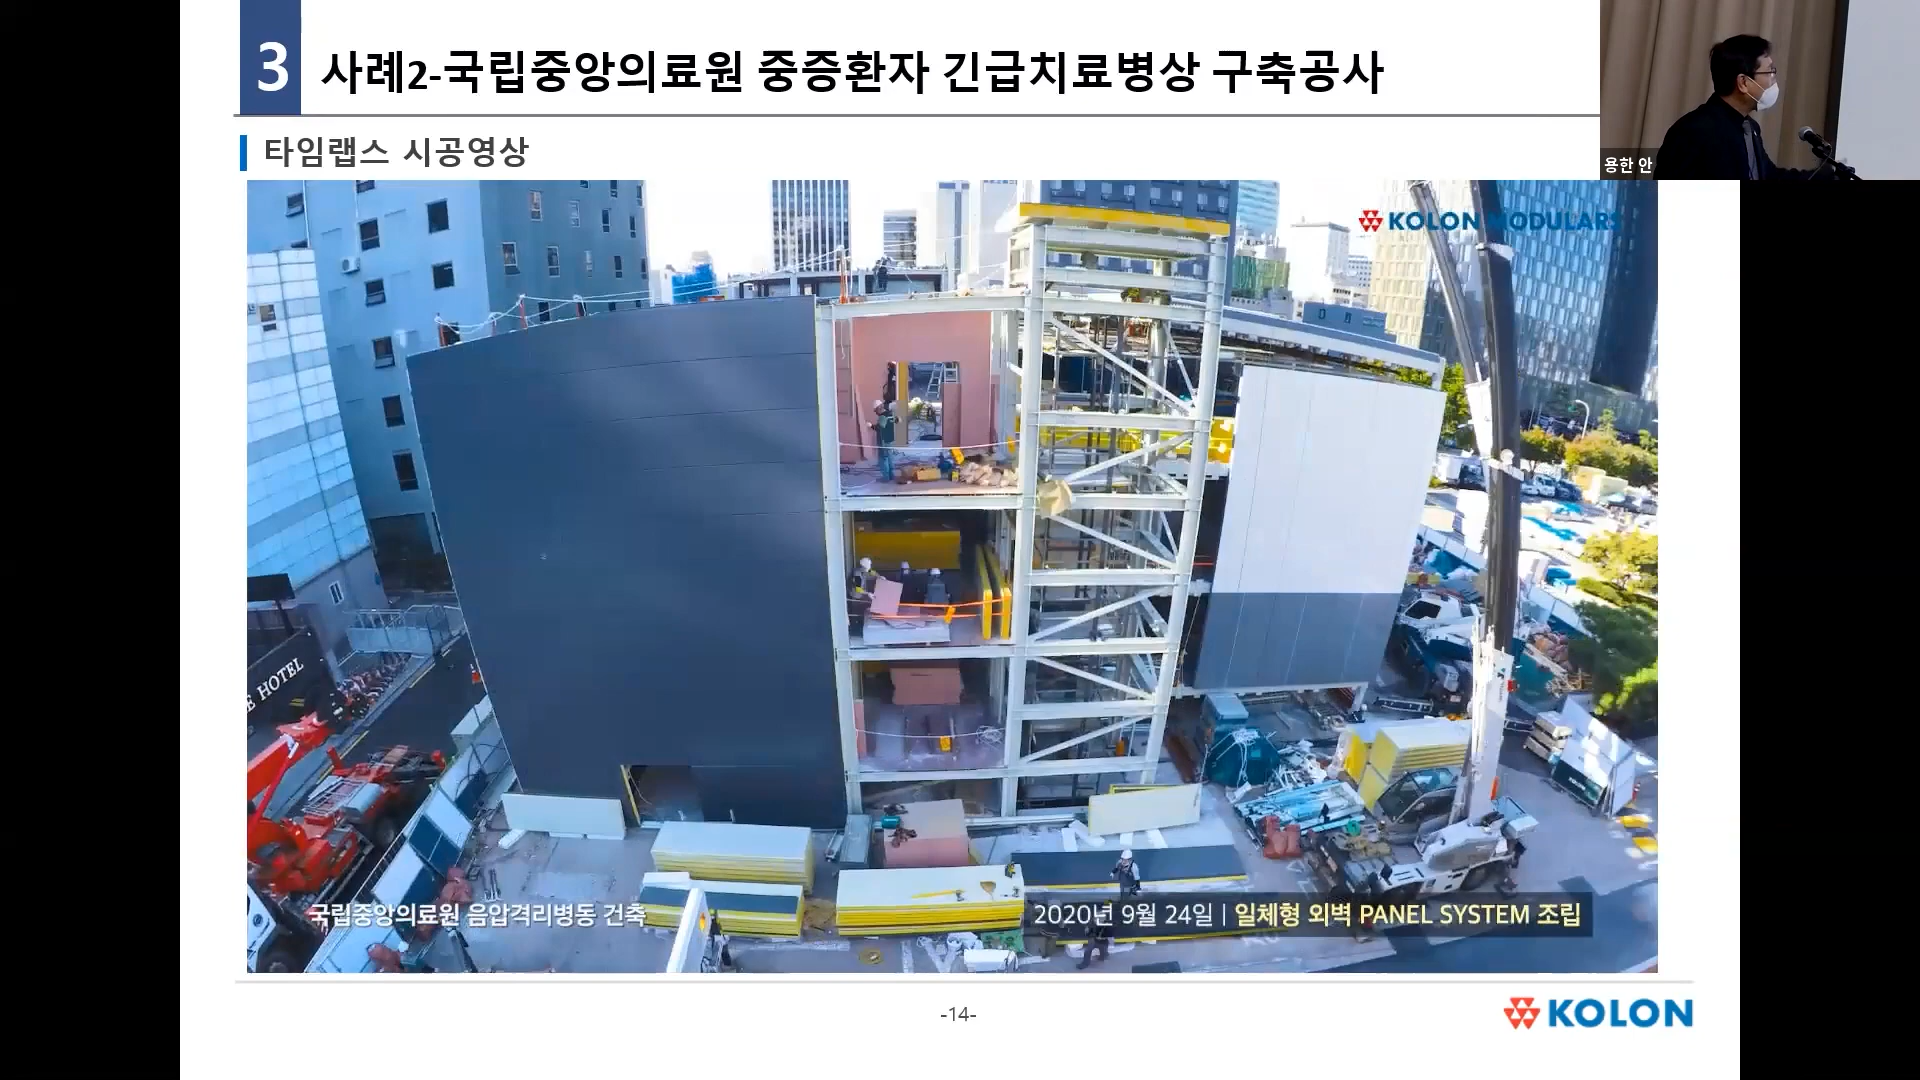 3
사례2-국립중앙의료원 중증환자 긴급치료병상 구축공사
용한 안
타임랩스 시공영상
KOLON MODULARS
E HOTEL
국립중앙의료원 음압격리병동 건축
2020년 9월 24일 | 일체형 외벽 PANEL SYSTEM 조립
-14-
KOLON